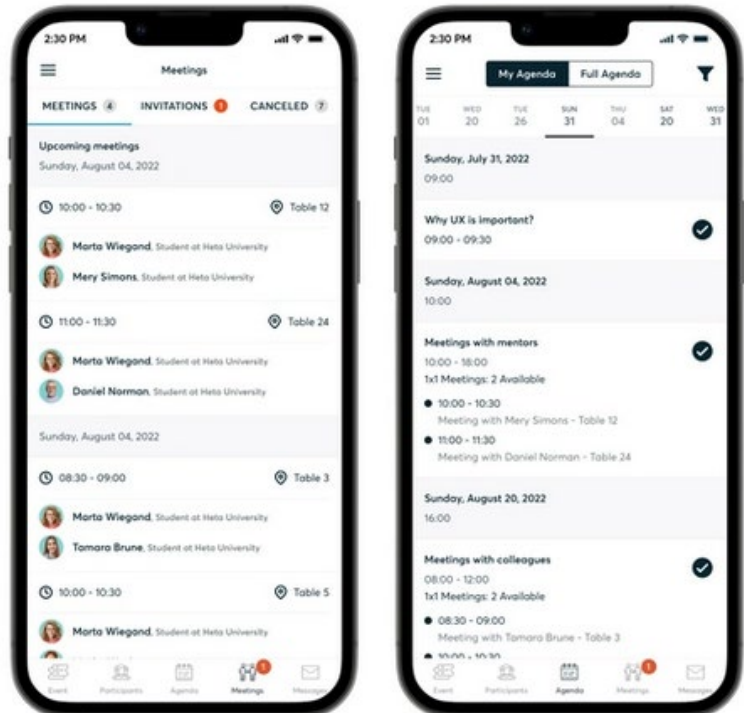 2:30 PM
Meetings
MEETINGS 4 INVITATIONS 1 CANCELED 7
Upcoming meetings
Sunday, August 04, 2022
10:00 - 10:30 Table 12
Marta Wiegand, Student at Heta University
Mery Simons, Student at Heta University
11:00 - 11:30 Table 24
Marta Wiegand, Student at Heta University
Daniel Norman, Student at Heta University
Sunday, August 04, 2022
08:30 - 09:00 Table 3
Marta Wiegand, Student at Heta University
Tamara Brune, Student at Heta University
10:00 - 10:30 Table 5
Marta Wiegand, Student at Heta University
1
Event Participants Agenda Meetings Messages
2:30 PM
My Agenda Full Agenda
TUE WED TUE SUN THU SAT WED
01 20 26 31 04 20 31
Sunday, July 31, 2022
09:00
Why UX is important?
09:00 - 09:30
Sunday, August 04, 2022
10:00
Meetings with mentors
10:00 - 18:00
1x1 Meetings: 2 Available
10:00 - 10:30
Meeting with Mery Simons - Table 12
11:00 - 11:30
Meeting with Daniel Norman - Table 24
Sunday, August 20, 2022
16:00
Meetings with colleagues
08:00 - 12:00
1x1 Meetings: 2 Available
08:30 - 09:00
Meeting with Tamara Brune - Table 3
10:00 - 10:30
1
Event Participants Agenda Meetings Messages